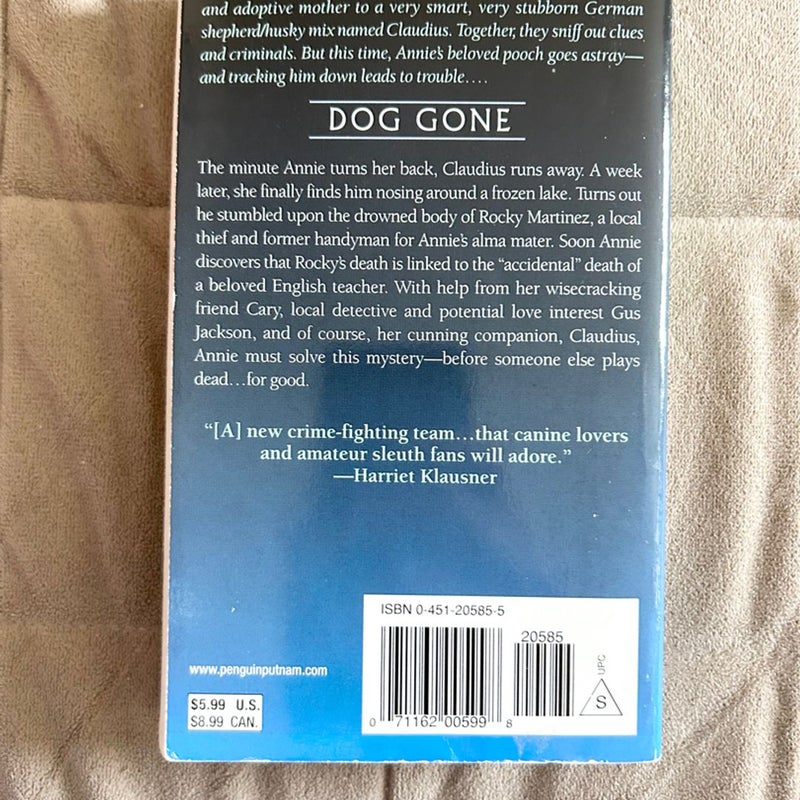 and adoptive mother to a very smart, very stubborn German
shepherd/husky mix named Claudius. Together, they sniff out clues
and criminals. But this time, Annie's beloved pooch goes astray—
and tracking him down leads to trouble....
DOG GONE
The minute Annie turns her back, Claudius runs away. A week
later, she finally finds him nosing around a frozen lake. Turns out
he stumbled upon the drowned body of Rocky Martinez, a local
thief and former handyman for Annie's alma mater. Soon Annie
discovers that Rocky's death is linked to the "accidental" death of
a beloved English teacher. With help from her wisecracking
friend Cary, local detective and potential love interest Gus
Jackson, and of course, her cunning companion, Claudius,
Annie must solve this mystery—before someone else plays
dead...for good.
"[A] new crime-fighting team...that canine lovers
and amateur sleuth fans will adore."
—Harriet Klausner
ISBN 0-451-20585-5
20585
UPC
S
0 71162 00599 8
www.penguinputnam.com
$5.99 U.S.
$8.99 CAN.